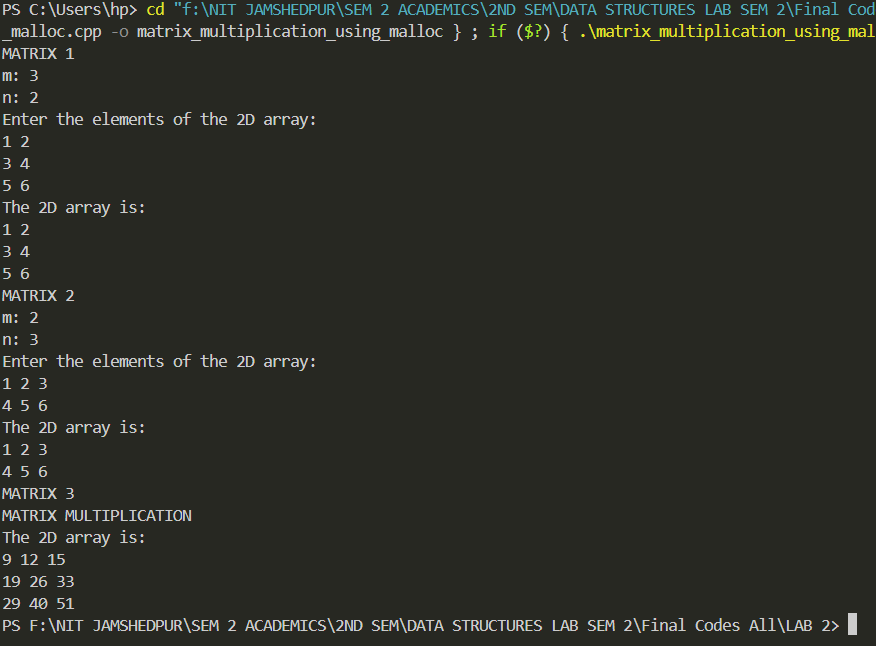 PS C:\Users\hp> cd "f:\NIT JAMSHEDPUR\SEM 2 ACADEMICS\2ND SEM\DATA STRUCTURES LAB SEM 2\Final Cod
_malloc.cpp -o matrix_multiplication_using_malloc } ; if ($?) { .\matrix_multiplication_using_mal
MATRIX 1
m: 3
n: 2
Enter the elements of the 2D array:
1 2
3 4
5 6
The 2D array is:
1 2
3 4
5 6
MATRIX 2
m: 2
n: 3
Enter the elements of the 2D array:
1 2 3
4 5 6
The 2D array is:
1 2 3
4 5 6
MATRIX 3
MATRIX MULTIPLICATION
The 2D array is:
9 12 15
19 26 33
29 40 51
PS F:\NIT JAMSHEDPUR\SEM 2 ACADEMICS\2ND SEM\DATA STRUCTURES LAB SEM 2\Final Codes All\LAB 2>